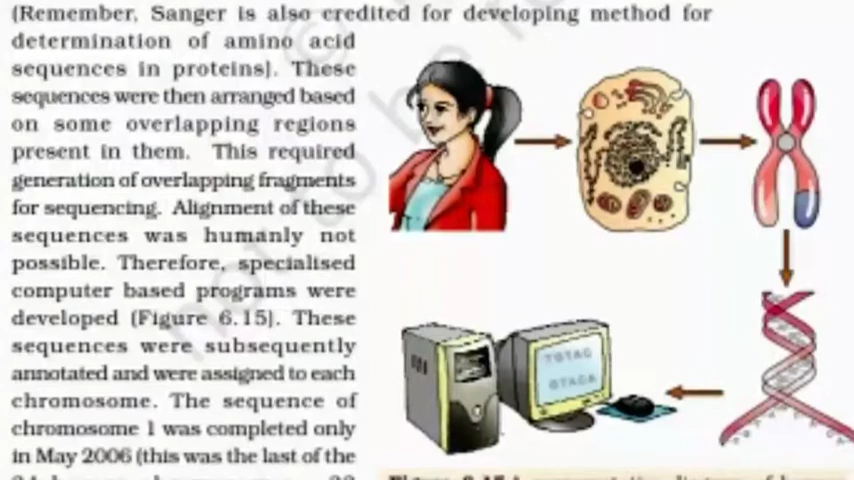 (Remember, Sanger is also credited for developing method for
determination of amino acid
sequences in proteins). These
sequences were then arranged based
on some overlapping regions
present in them. This required
generation of overlapping fragments
for sequencing. Alignment of these
sequences was humanly not
possible. Therefore, specialised
computer based programs were
developed (Figure 6.15). These
sequences were subsequently
annotated and were assigned to each
chromosome. The sequence of
chromosome 1 was completed only
in May 2006 (this was the last of the